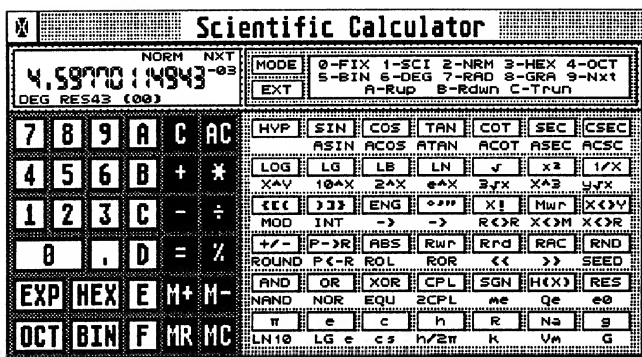 Scientific Calculator
NORM NXT
4.59770114943-03
DEG RES43 (00)
MODE 0-FIX 1-SCI 2-NRM 3-HEX 4-OCT
5-BIN 6-DEG 7-RAD 8-GRA 9-Nxt
EXT A-Rup B-Rdwn C-Trun
7 8 9 A C AC
4 5 6 B + *
1 2 3 C - ÷
0 . D = %
EXP HEX E M+ M-
OCT BIN F MR MC
HYP SIN COS TAN COT SEC CSEC
ASIN ACOS ATAN ACOT ASEC ACSC
LOG LG LB LN √ x² 1/X
X^Y 10^X 2^X e^X 3√x X^3 y√x
((( ))) ENG °'"" X! Mwr X<>Y
MOD INT -> -> R<>R X<>M X<>R
+/- P->R ABS Rwr Rrd RAC RND
ROUND P<-R ROL ROR << >> SEED
AND OR XOR CPL SGN H(X) RES
NAND NOR EQU 2CPL me Qe e0
π e c h R Na g
LN10 LG e cs h/2π K Vm G